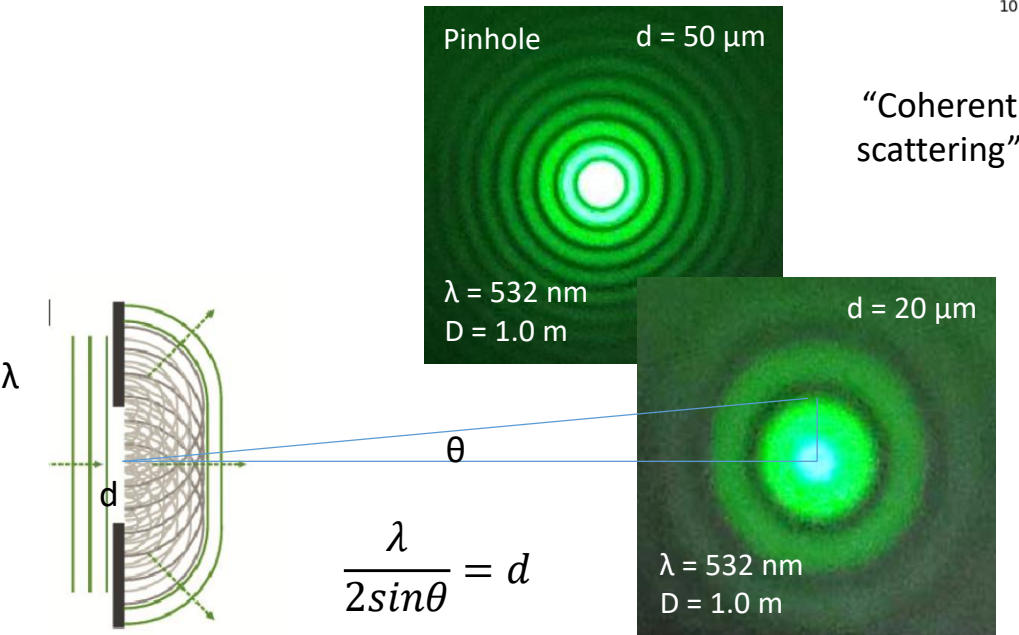 10
Pinhole d = 50 μm
“Coherent
scattering”
λ = 532 nm
D = 1.0 m
d = 20 μm
λ
θ
d
λ
2sinθ = d
λ = 532 nm
D = 1.0 m